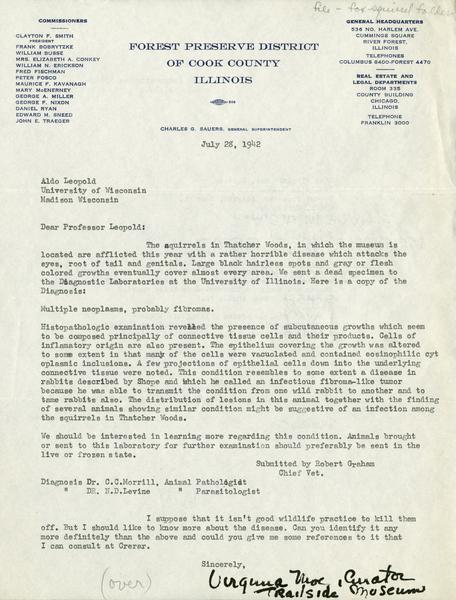 file - fox squirrel folder
COMMISSIONERS
CLAYTON F. SMITH
PRESIDENT
FRANK BOBRYTZKE
WILLIAM BUSSE
MRS. ELIZABETH A. CONKEY
WILLIAM N. ERICKSON
FRED FISCHMAN
PETER FOSCO
MAURICE F. KAVANAGH
MARY McENERNEY
GEORGE A. MILLER
GEORGE F. NIXON
DANIEL RYAN
EDWARD M. SNEED
JOHN E. TRAEGER
FOREST PRESERVE DISTRICT
OF COOK COUNTY
ILLINOIS
CHARLES G. SAUERS, GENERAL SUPERINTENDENT
GENERAL HEADQUARTERS
536 NO. HARLEM AVE.
CUMMINGS SQUARE
RIVER FOREST,
ILLINOIS
TELEPHONES
COLUMBUS 8400-FOREST 4470
REAL ESTATE AND
LEGAL DEPARTMENTS
ROOM 335
COUNTY BUILDING
CHICAGO,
ILLINOIS
TELEPHONE
FRANKLIN 3000
July 28, 1942
Aldo Leopold
University of Wisconsin
Madison Wisconsin
Dear Professor Leopold:
The squirrels in Thatcher Woods, in which the museum is
located are afflicted this year with a rather horrible disease which attacks the
eyes, root of tail and genitals. Large black hairless spots and gray or flesh
colored growths eventually cover almost every area. We sent a dead specimen to
the Diagnostic Laboratories at the University of Illinois. Here is a copy of the
Diagnosis:
Multiple neoplasms, probably fibromas.
Histopathologic examination revealed the presence of subcutaneous growths which seem
to be composed principally of connective tissue cells and their products. Cells of
inflamatory origin are also present. The epithelium covering the growth was altered
to some extent in that many of the cells were vacuolated and contained eosinophilic cyt
oplasmic inclusions. A few projections of epithelial cells down into the underlying
connective tissue were noted. This condition resembles to some extent a disease in
rabbits described by Shope and which he called an infectious fibroma-like tumor
because he was able to transmit the condition from one wild rabbit to another and to
tame rabbits also. The distribution of lesions in this animal together with the finding
of several animals showing similar condition might be suggestive of an infection among
the squirrels in Thatcher Woods.
We should be interested in learning more regarding this condition. Animals brought
or sent to this laboratory for further examination should preferably be sent in the
live or frozen state.
Submitted by Robert Graham
Chief Vet.
Diagnosis Dr. C.C.Morrill, Animal Pathologist
" DR. N.D.Levine " Parasitologist
I suppose that it isn't good wildlife practice to kill them
off. But I should like to know more about the disease. Can you identify it any
more definitely than the above and could you give me some references to it that
I can consult at Crerar.
Sincerely,
Virginia Moe, Curator
Trailside Museum
(over)